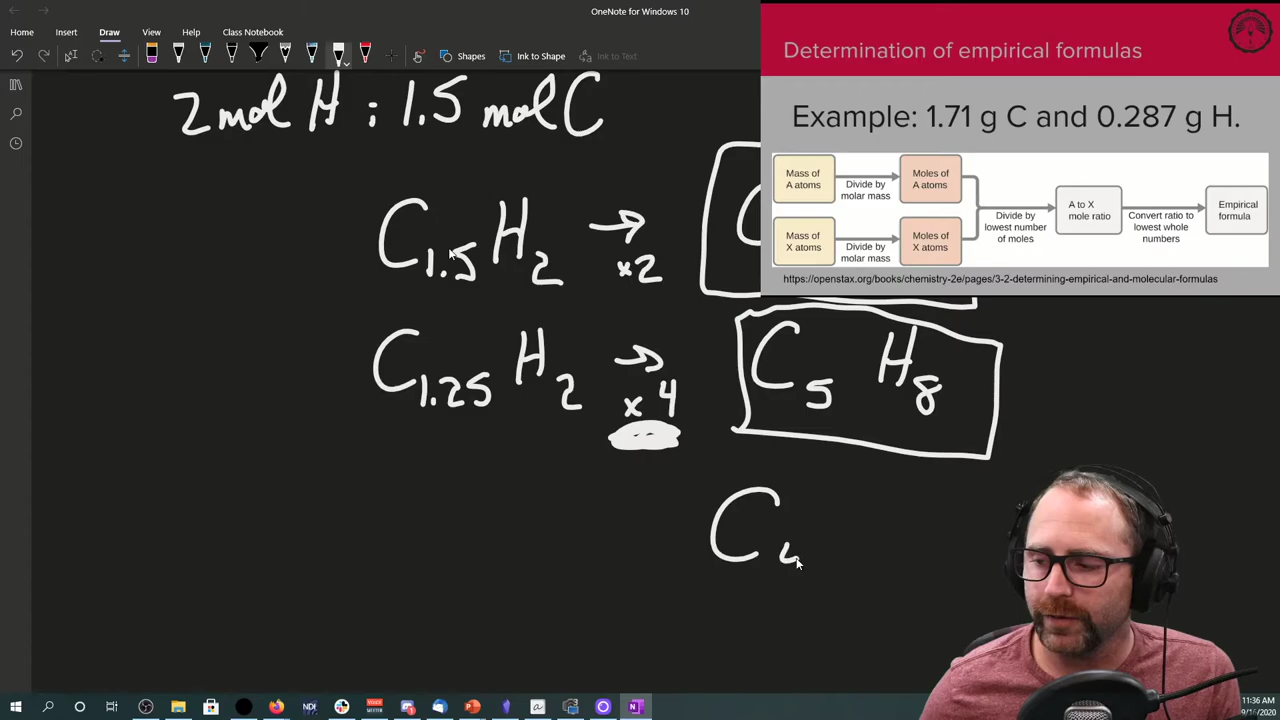 OneNote for Windows 10
Home Insert Draw View Help Class Notebook
Shapes Ink to Shape Ink to Text
2 mol H : 1.5 mol C
C1.5 H2 → x2 C
C1.25 H2 → x4 C5 H8
C
Determination of empirical formulas
Example: 1.71 g C and 0.287 g H.
Mass of
A atoms
Divide by
molar mass
Moles of
A atoms
Mass of
X atoms
Divide by
molar mass
Moles of
X atoms
Divide by
lowest number
of moles
A to X
mole ratio
Convert ratio to
lowest whole
numbers
Empirical
formula
https://openstax.org/books/chemistry-2e/pages/3-2-determining-empirical-and-molecular-formulas
11:36 AM